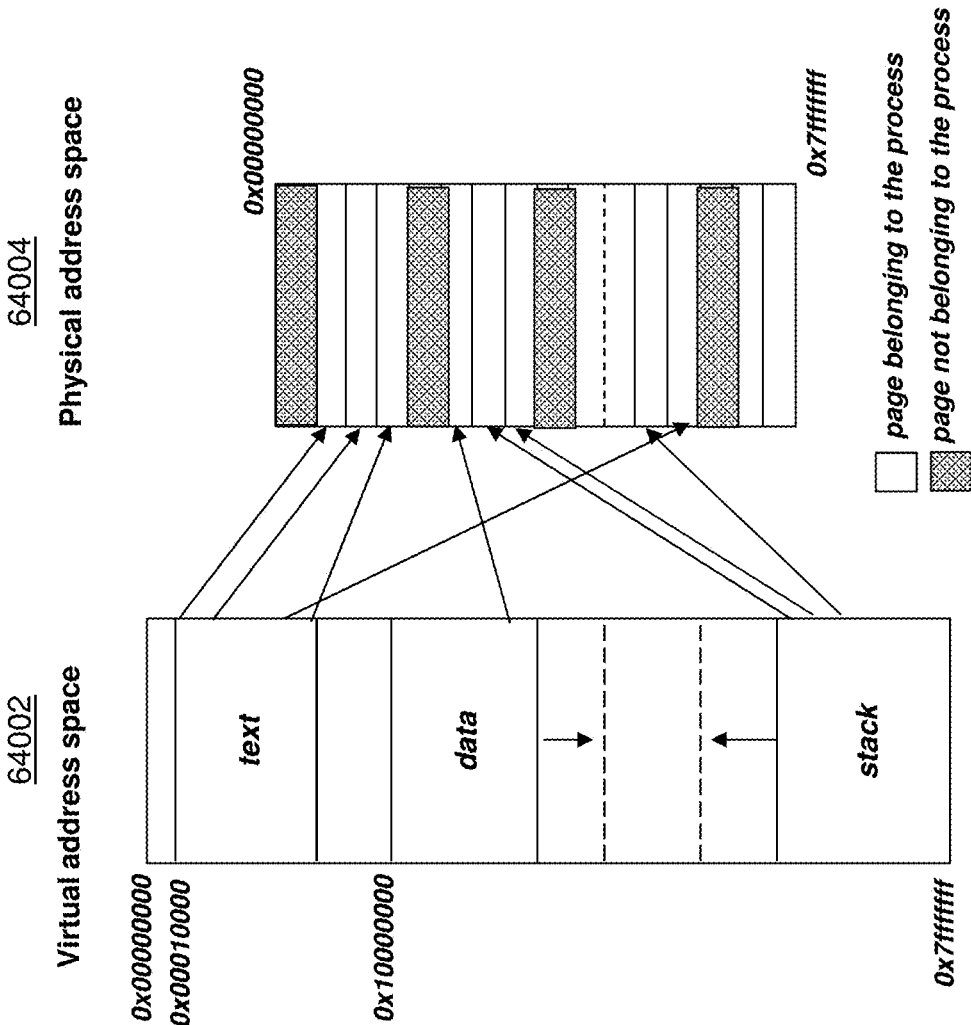 64002
Virtual address space
0x00000000
0x00010000
text
0x10000000
data
stack
0x7fffffff
64004
Physical address space
0x00000000
0x7fffffff
page belonging to the process
page not belonging to the process